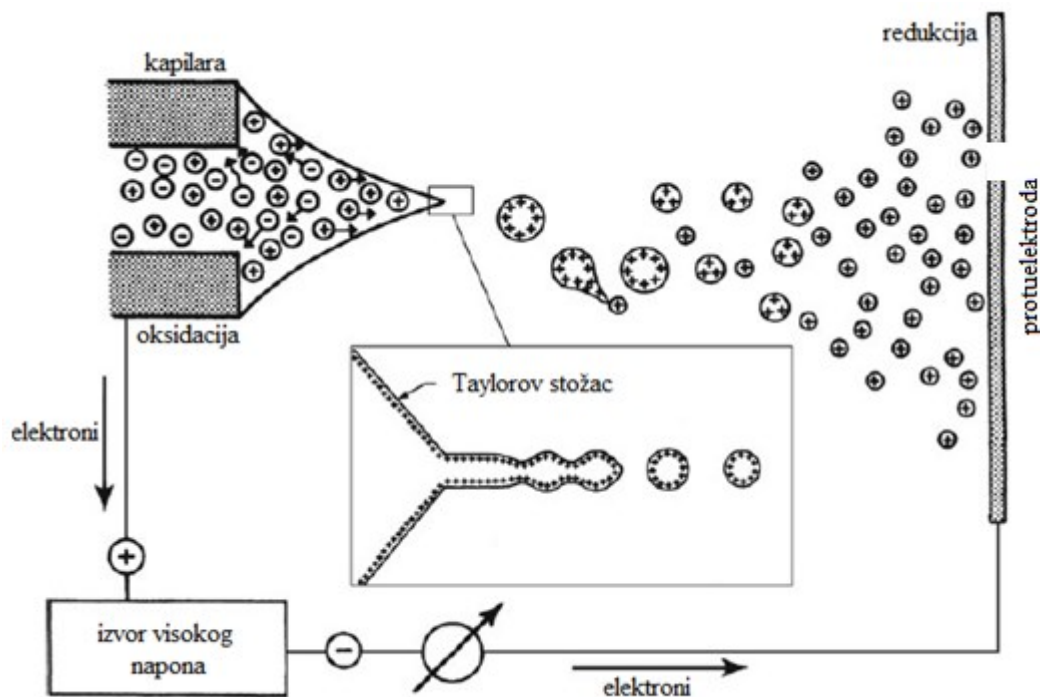 redukcija
kapilara
protuelektroda
oksidacija
Taylorov stožac
elektroni
izvor visokog
napona
elektroni